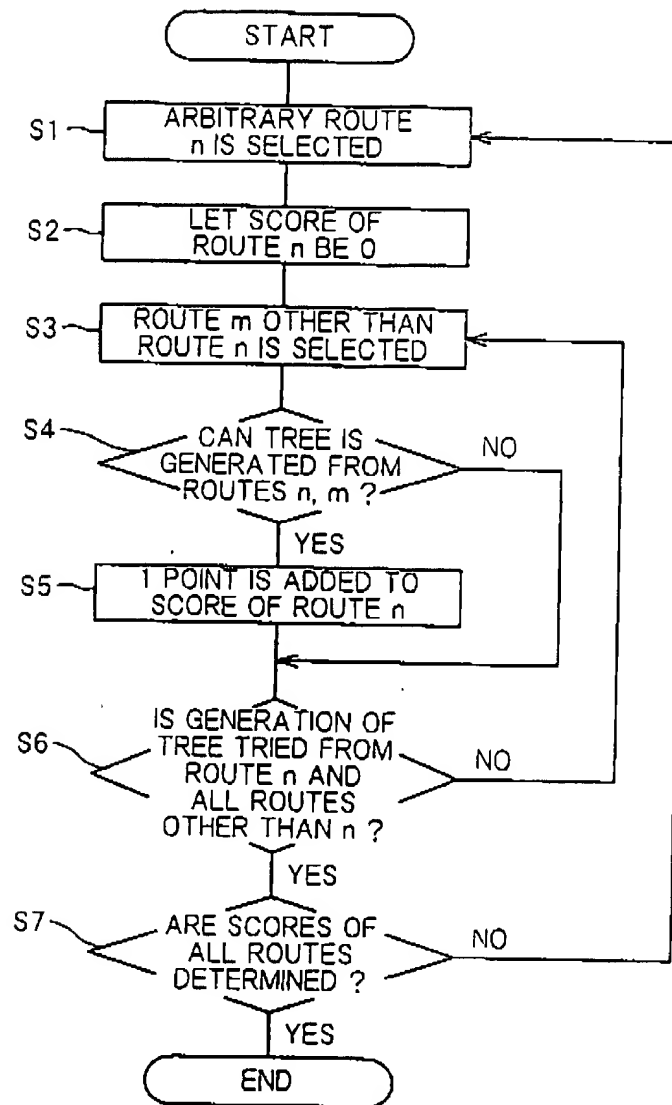 START
S1
ARBITRARY ROUTE
n IS SELECTED
S2
LET SCORE OF
ROUTE n BE 0
S3
ROUTE m OTHER THAN
ROUTE n IS SELECTED
S4
CAN TREE IS
GENERATED FROM
ROUTES n, m ?
NO
YES
S5
1 POINT IS ADDED TO
SCORE OF ROUTE n
S6
IS GENERATION OF
TREE TRIED FROM
ROUTE n AND
ALL ROUTES
OTHER THAN n ?
NO
YES
S7
ARE SCORES OF
ALL ROUTES
DETERMINED ?
NO
YES
END